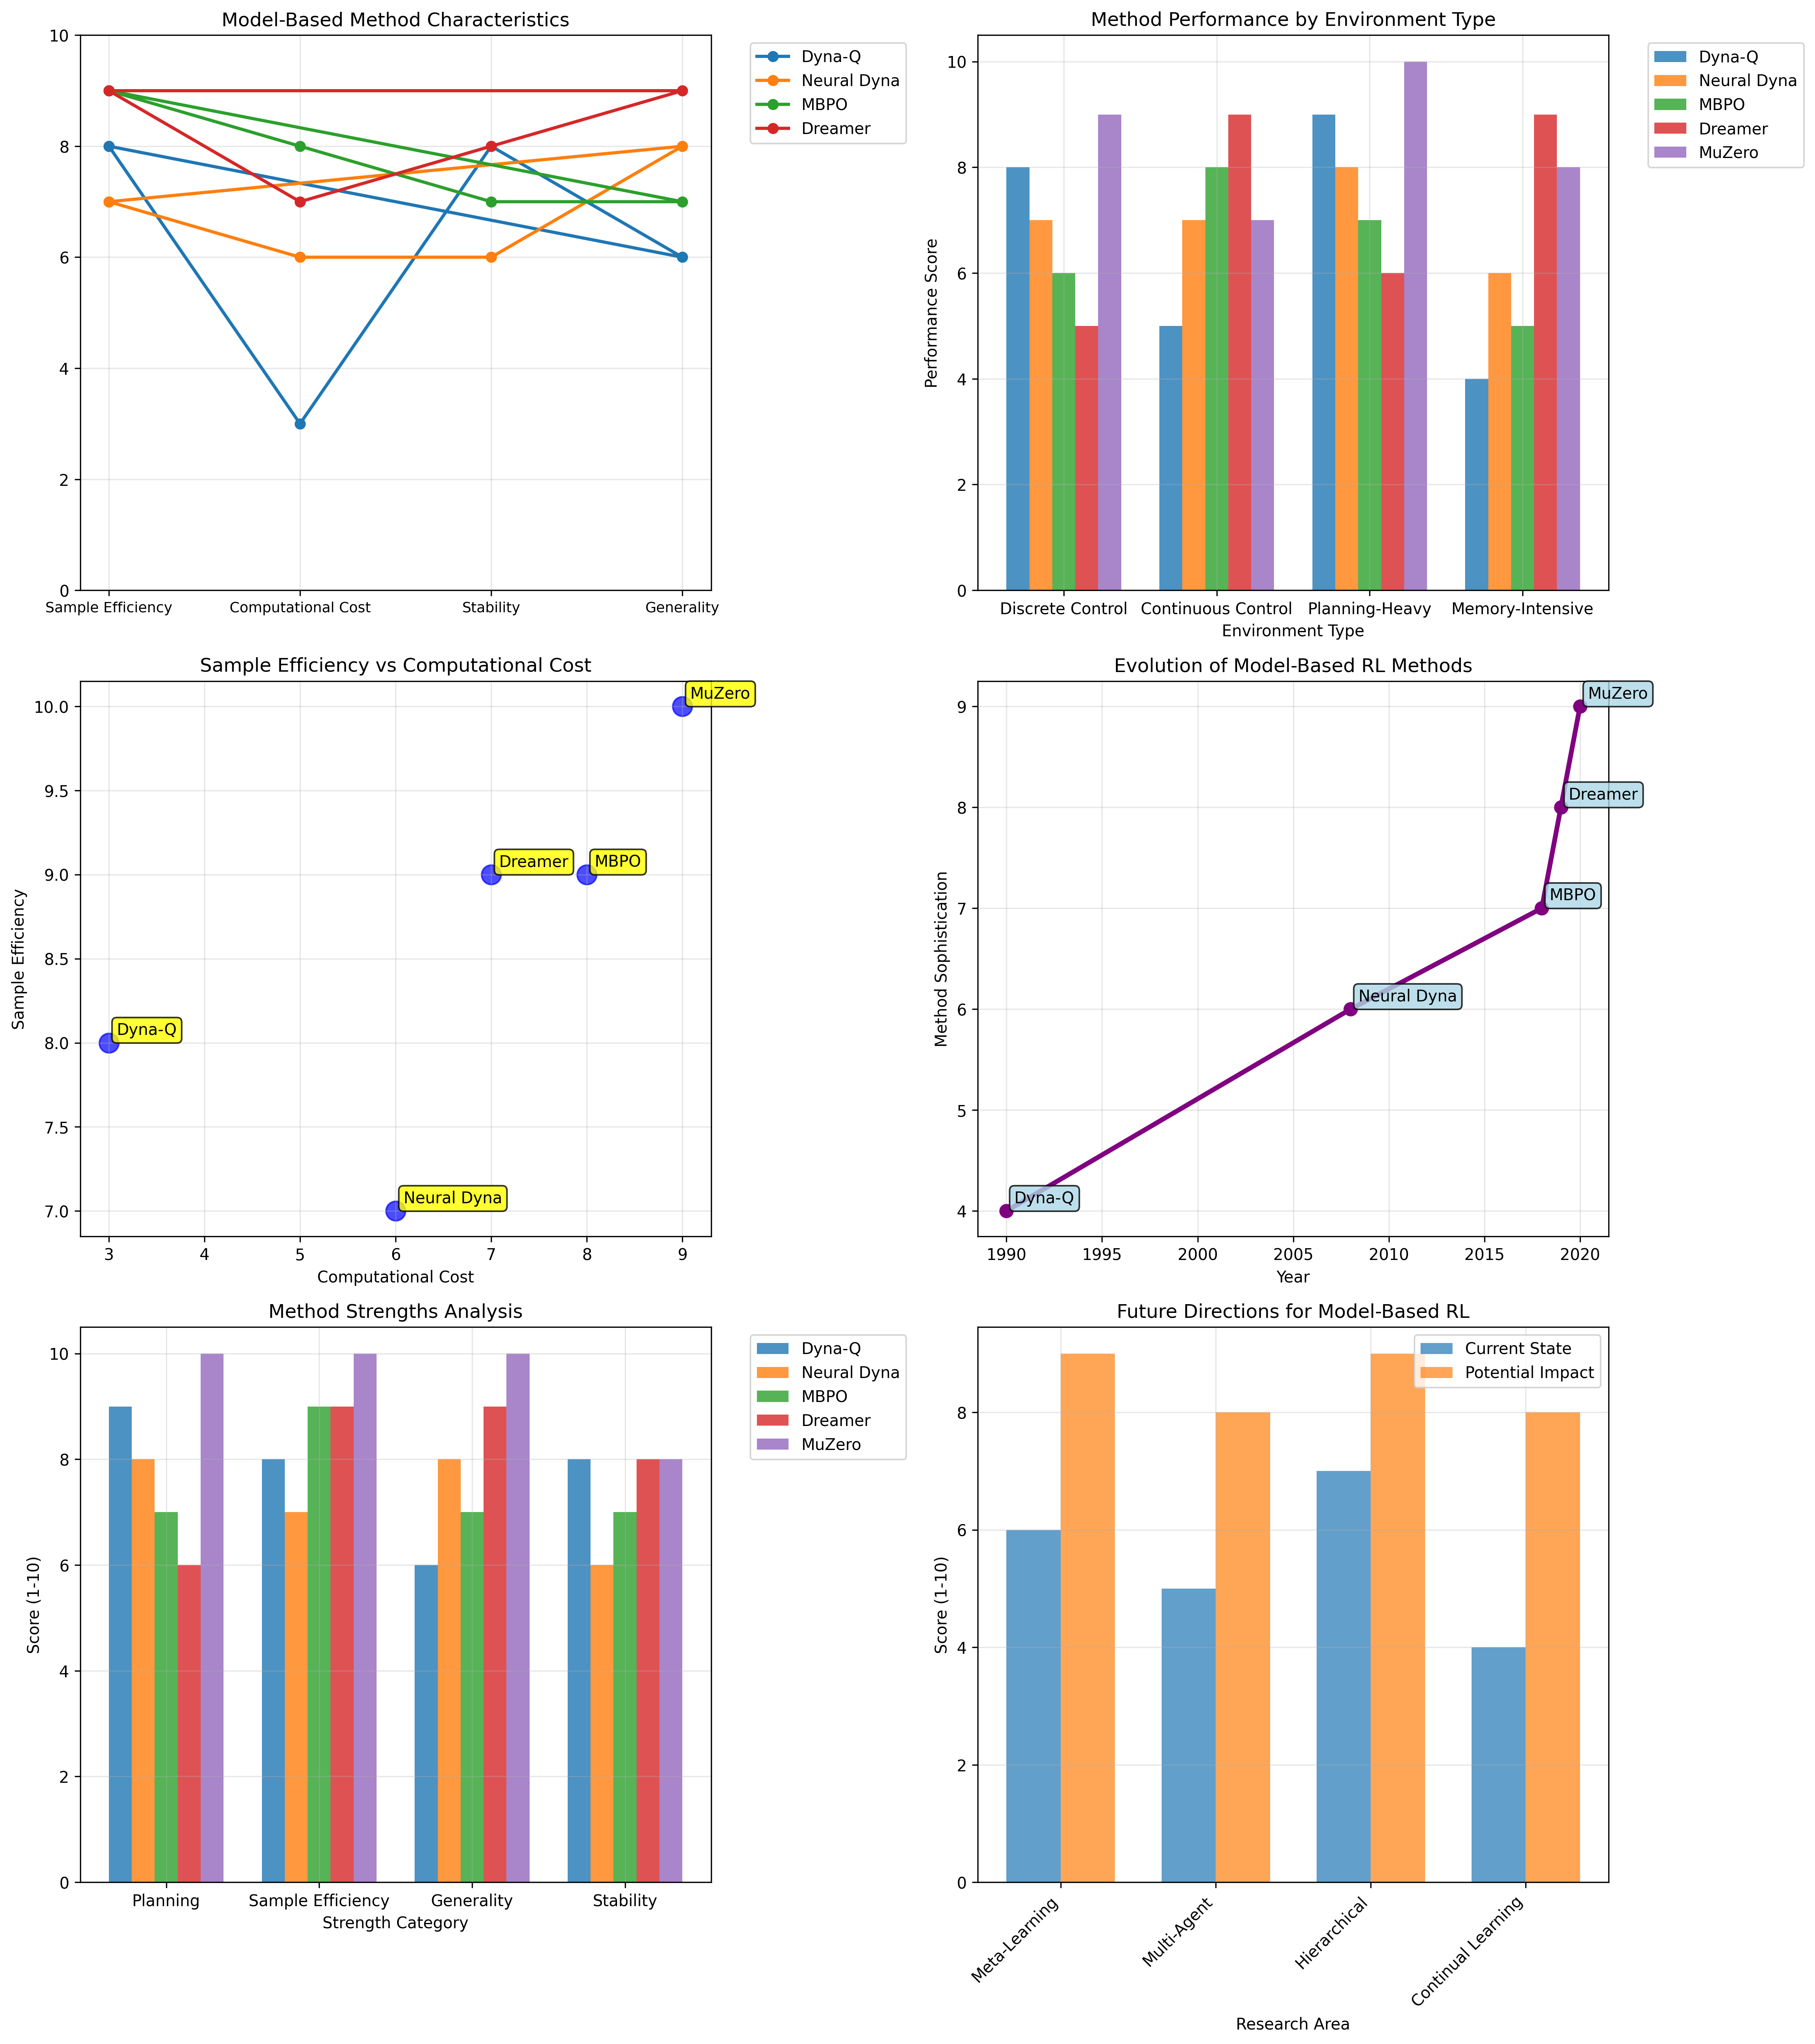 Model-Based Method Characteristics
10
8
6
4
2
0
Sample Efficiency
Computational Cost
Stability
Generality
Dyna-Q
Neural Dyna
MBPO
Dreamer
Method Performance by Environment Type
Performance Score
10
8
6
4
2
0
Discrete Control
Continuous Control
Planning-Heavy
Memory-Intensive
Environment Type
Dyna-Q
Neural Dyna
MBPO
Dreamer
MuZero
Sample Efficiency vs Computational Cost
Sample Efficiency
10.0
9.5
9.0
8.5
8.0
7.5
7.0
MuZero
Dreamer
MBPO
Dyna-Q
Neural Dyna
3
4
5
6
7
8
9
Computational Cost
Evolution of Model-Based RL Methods
Method Sophistication
9
8
7
6
5
4
MuZero
Dreamer
MBPO
Neural Dyna
Dyna-Q
1990
1995
2000
2005
2010
2015
2020
Year
Method Strengths Analysis
Score (1-10)
10
8
6
4
2
0
Planning
Sample Efficiency
Generality
Stability
Strength Category
Dyna-Q
Neural Dyna
MBPO
Dreamer
MuZero
Future Directions for Model-Based RL
Score (1-10)
8
6
4
2
0
Current State
Potential Impact
Meta-Learning
Multi-Agent
Hierarchical
Continual Learning
Research Area